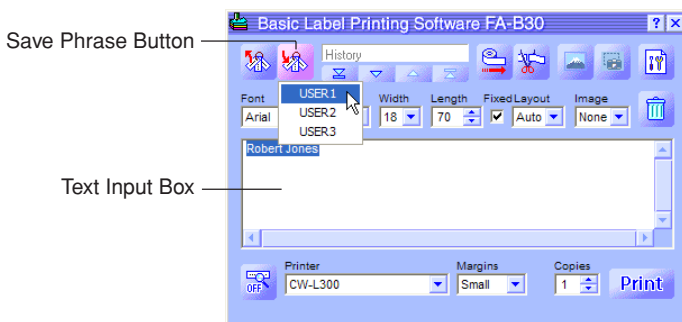 Basic Label Printing Software FA-B30
Save Phrase Button
History
USER1
USER2
USER3
Font Width Length Fixed Layout Image
Arial 18 70 Auto None
Robert Jones
Text Input Box
Printer Margins Copies
OFF CW-L300 Small 1 Print